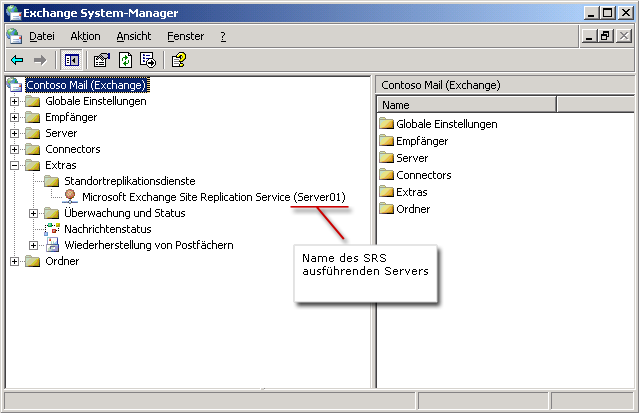 Exchange System-Manager
Datei Aktion Ansicht Fenster ?
Contoso Mail (Exchange)
Globale Einstellungen
Empfänger
Server
Connectors
Extras
Standortreplikationsdienste
Microsoft Exchange Site Replication Service (Server01)
Überwachung und Status
Nachrichtenstatus
Wiederherstellung von Postfächern
Ordner
Name des SRS
ausführenden Servers
Contoso Mail (Exchange)
Name
Globale Einstellungen
Empfänger
Server
Connectors
Extras
Ordner